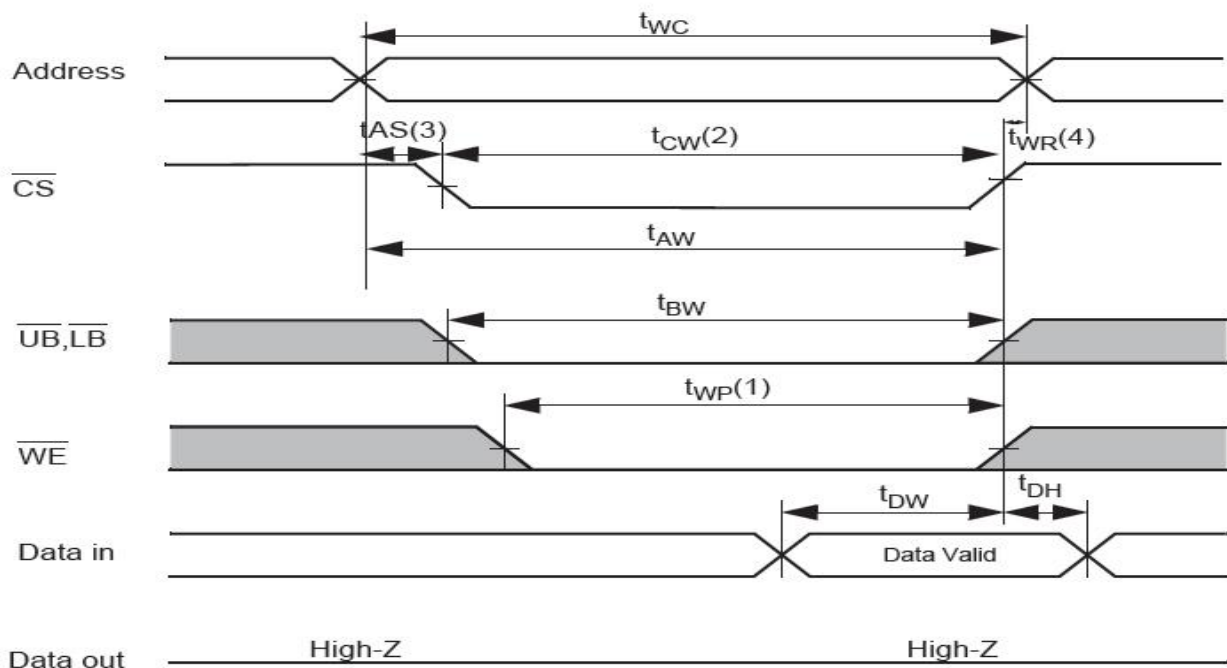 tWC
Address
tAS(3)
tCW(2)
tWR(4)
CS
tAW
tBW
UB,LB
tWP(1)
WE
tDW
tDH
Data in
Data Valid
High-Z
High-Z
Data out